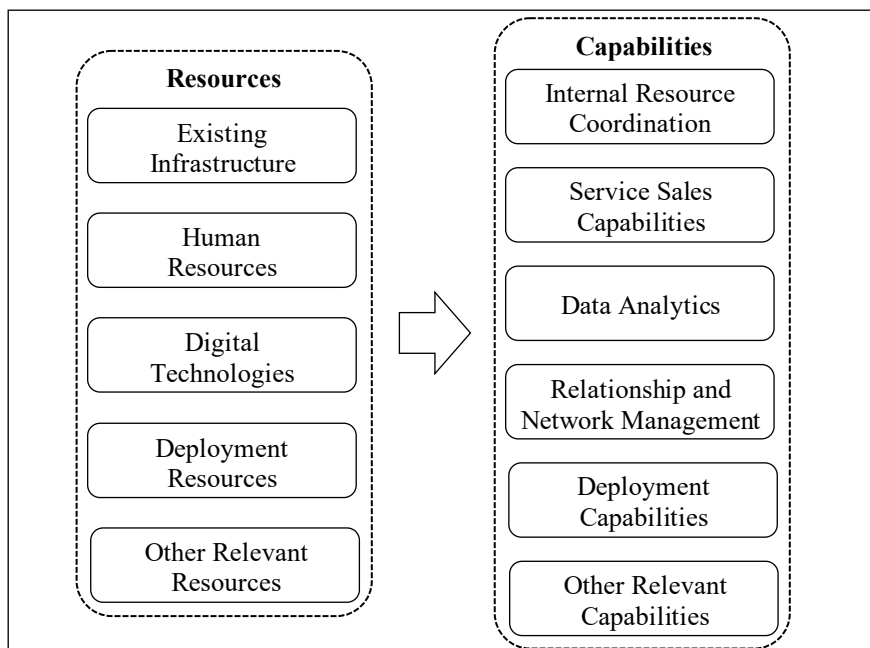 Resources
Existing
Infrastructure
Human
Resources
Digital
Technologies
Deployment
Resources
Other Relevant
Resources
Capabilities
Internal Resource
Coordination
Service Sales
Capabilities
Data Analytics
Relationship and
Network Management
Deployment
Capabilities
Other Relevant
Capabilities